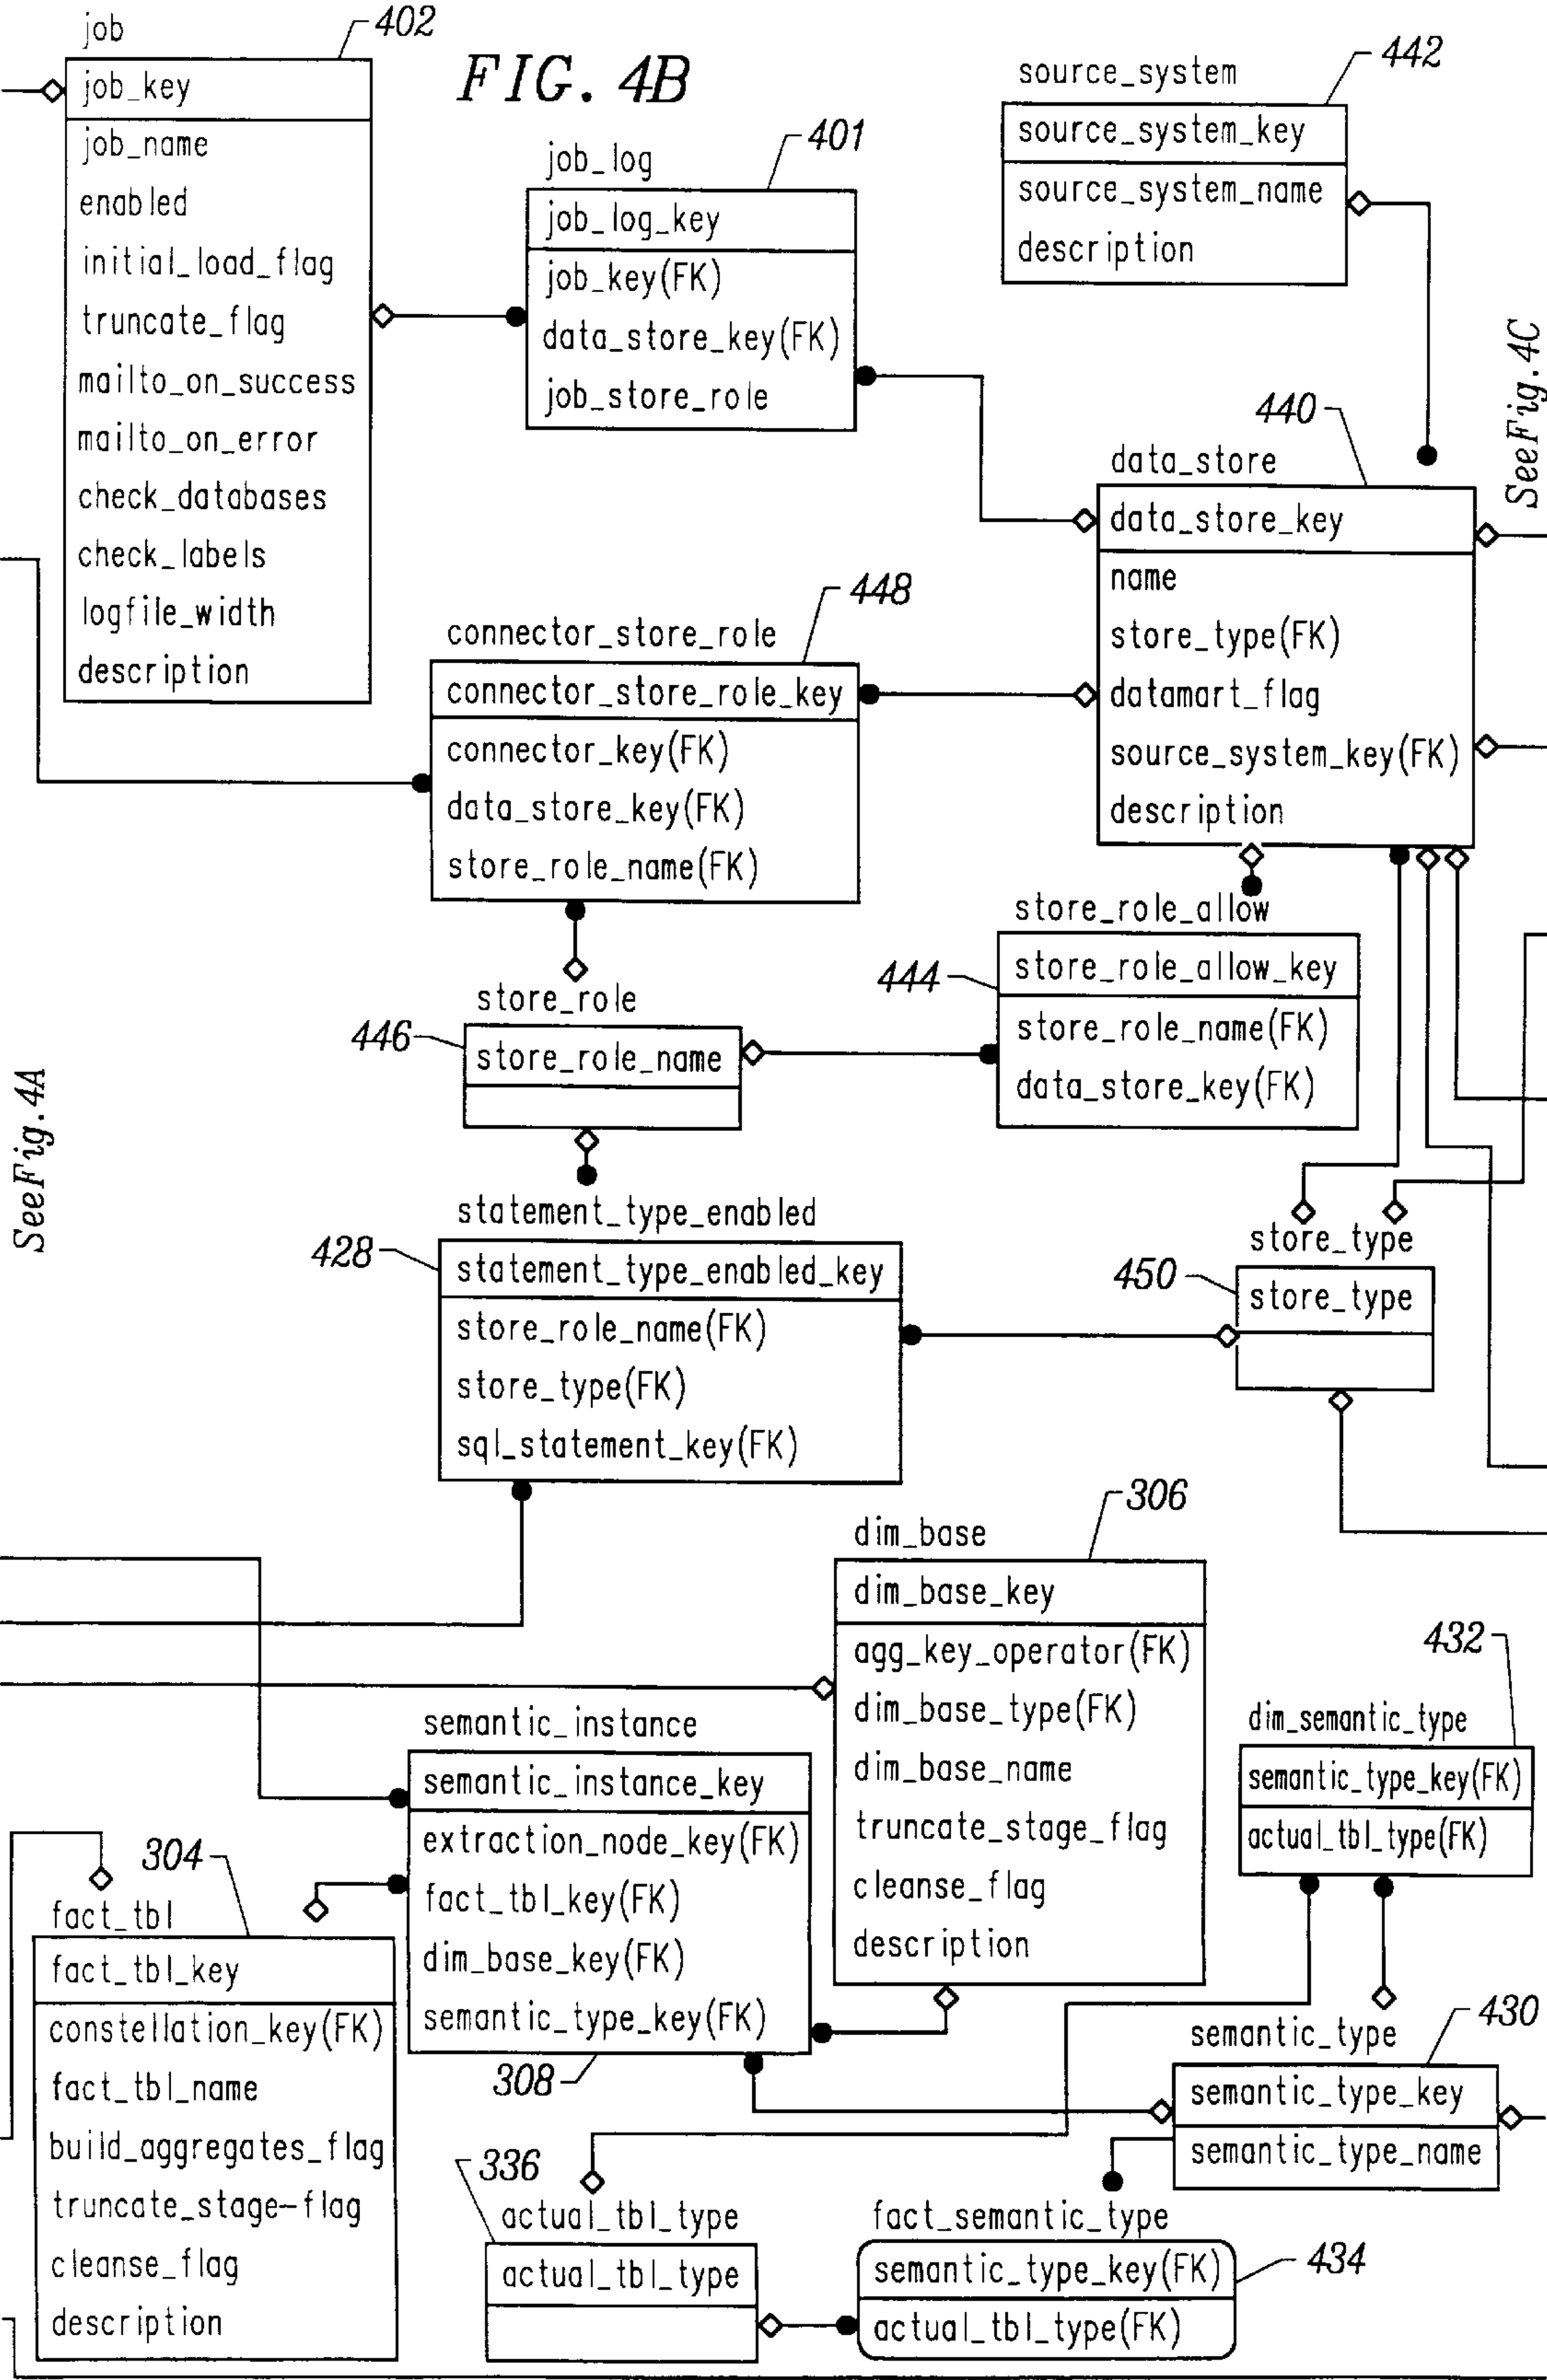 FIG. 4B
job
402
job_key
job_name
enabled
initial_load_flag
truncate_flag
mailto_on_success
mailto_on_error
check_databases
check_labels
logfile_width
description
job_log
401
job_log_key
job_key(FK)
data_store_key(FK)
job_store_role
source_system
442
source_system_key
source_system_name
description
SeeFig.4C
440
data_store
data_store_key
name
store_type(FK)
datamart_flag
source_system_key(FK)
description
448
connector_store_role
connector_store_role_key
connector_key(FK)
data_store_key(FK)
store_role_name(FK)
store_role_allow
444
store_role_allow_key
store_role_name(FK)
data_store_key(FK)
store_role
446
store_role_name
SeeFig.4A
statement_type_enabled
428
statement_type_enabled_key
store_role_name(FK)
store_type(FK)
sql_statement_key(FK)
store_type
450
store_type
306
dim_base
dim_base_key
agg_key_operator(FK)
dim_base_type(FK)
dim_base_name
truncate_stage_flag
cleanse_flag
description
432
dim_semantic_type
semantic_type_key(FK)
actual_tbl_type(FK)
semantic_instance
semantic_instance_key
extraction_node_key(FK)
fact_tbl_key(FK)
dim_base_key(FK)
semantic_type_key(FK)
308
304
fact_tbl
fact_tbl_key
constellation_key(FK)
fact_tbl_name
build_aggregates_flag
truncate_stage-flag
cleanse_flag
description
430
semantic_type
semantic_type_key
semantic_type_name
336
actual_tbl_type
actual_tbl_type
fact_semantic_type
434
semantic_type_key(FK)
actual_tbl_type(FK)